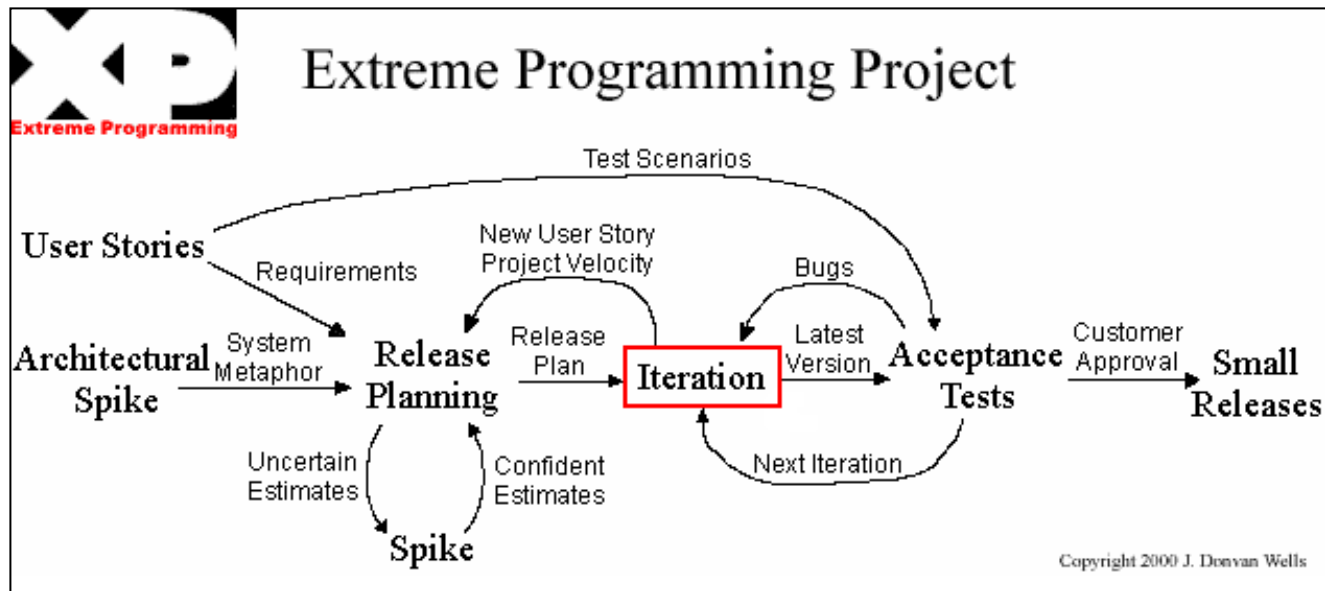 XP
Extreme Programming
Extreme Programming Project
Test Scenarios
User Stories
Requirements
New User Story
Project Velocity
Bugs
Architectural
Spike
System
Metaphor
Release
Planning
Release
Plan
Iteration
Latest
Version
Acceptance
Tests
Customer
Approval
Small
Releases
Uncertain
Estimates
Confident
Estimates
Next Iteration
Spike
Copyright 2000 J. Donvan Wells